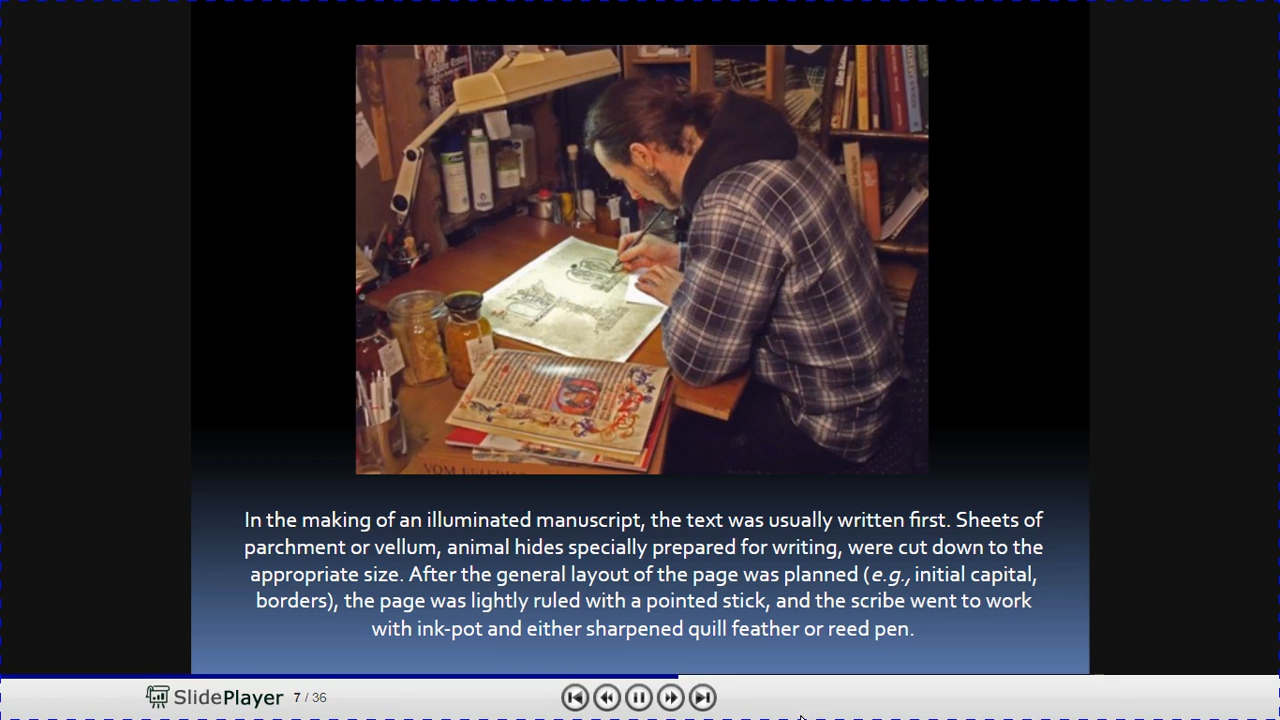 In the making of an illuminated manuscript, the text was usually written first. Sheets of
parchment or vellum, animal hides specially prepared for writing, were cut down to the
appropriate size. After the general layout of the page was planned (e.g., initial capital,
borders), the page was lightly ruled with a pointed stick, and the scribe went to work
with ink-pot and either sharpened quill feather or reed pen.
SlidePlayer 7 / 36